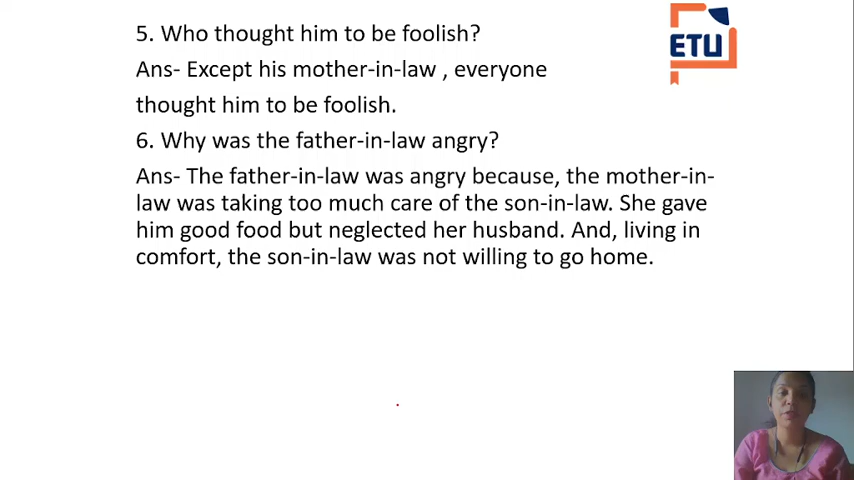 5. Who thought him to be foolish?
ETU
Ans- Except his mother-in-law , everyone
thought him to be foolish.
6. Why was the father-in-law angry?
Ans- The father-in-law was angry because, the mother-in-
law was taking too much care of the son-in-law. She gave
him good food but neglected her husband. And, living in
comfort, the son-in-law was not willing to go home.